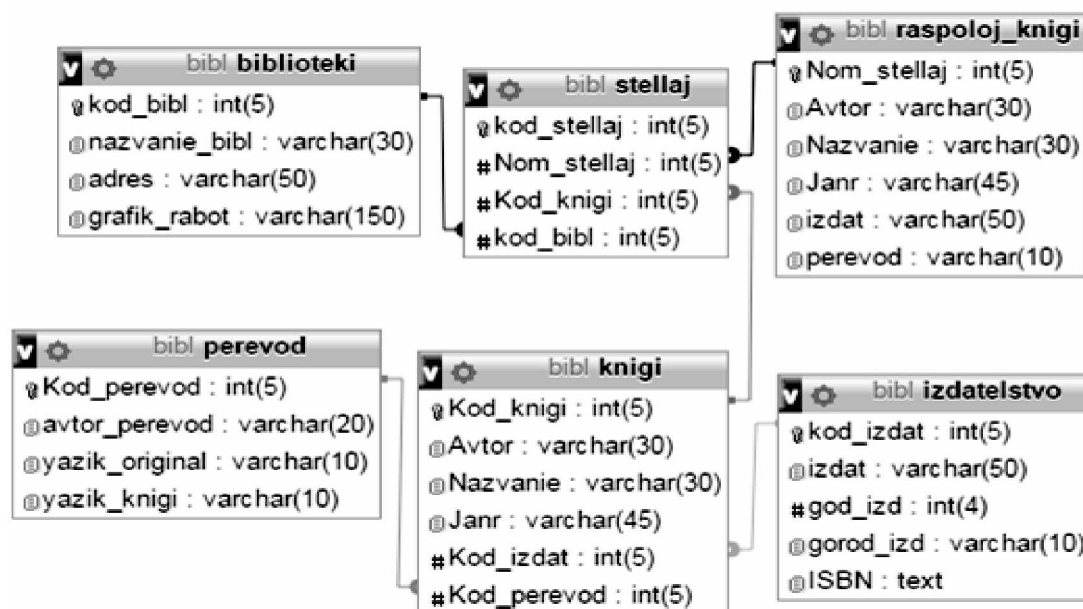 bibl biblioteki
kod_bibl : int(5)
nazvanie_bibl : varchar(30)
adres : varchar(50)
grafik_rabot : varchar(150)
bibl stellaj
kod_stellaj : int(5)
#Nom_stellaj : int(5)
#Kod_knigi : int(5)
#kod_bibl : int(5)
bibl raspoloj_knigi
Nom_stellaj : int(5)
Avtor : varchar(30)
Nazvanie : varchar(30)
Janr : varchar(45)
izdat : varchar(50)
perevod : varchar(10)
bibl perevod
Kod_perevod : int(5)
avtor_perevod : varchar(20)
yazik_original : varchar(10)
yazik_knigi : varchar(10)
bibl knigi
Kod_knigi : int(5)
Avtor : varchar(30)
Nazvanie : varchar(30)
Janr : varchar(45)
#Kod_izdat : int(5)
#Kod_perevod : int(5)
bibl izdatelstvo
kod_izdat : int(5)
izdat : varchar(50)
#god_izd : int(4)
gorod_izd : varchar(10)
ISBN : text